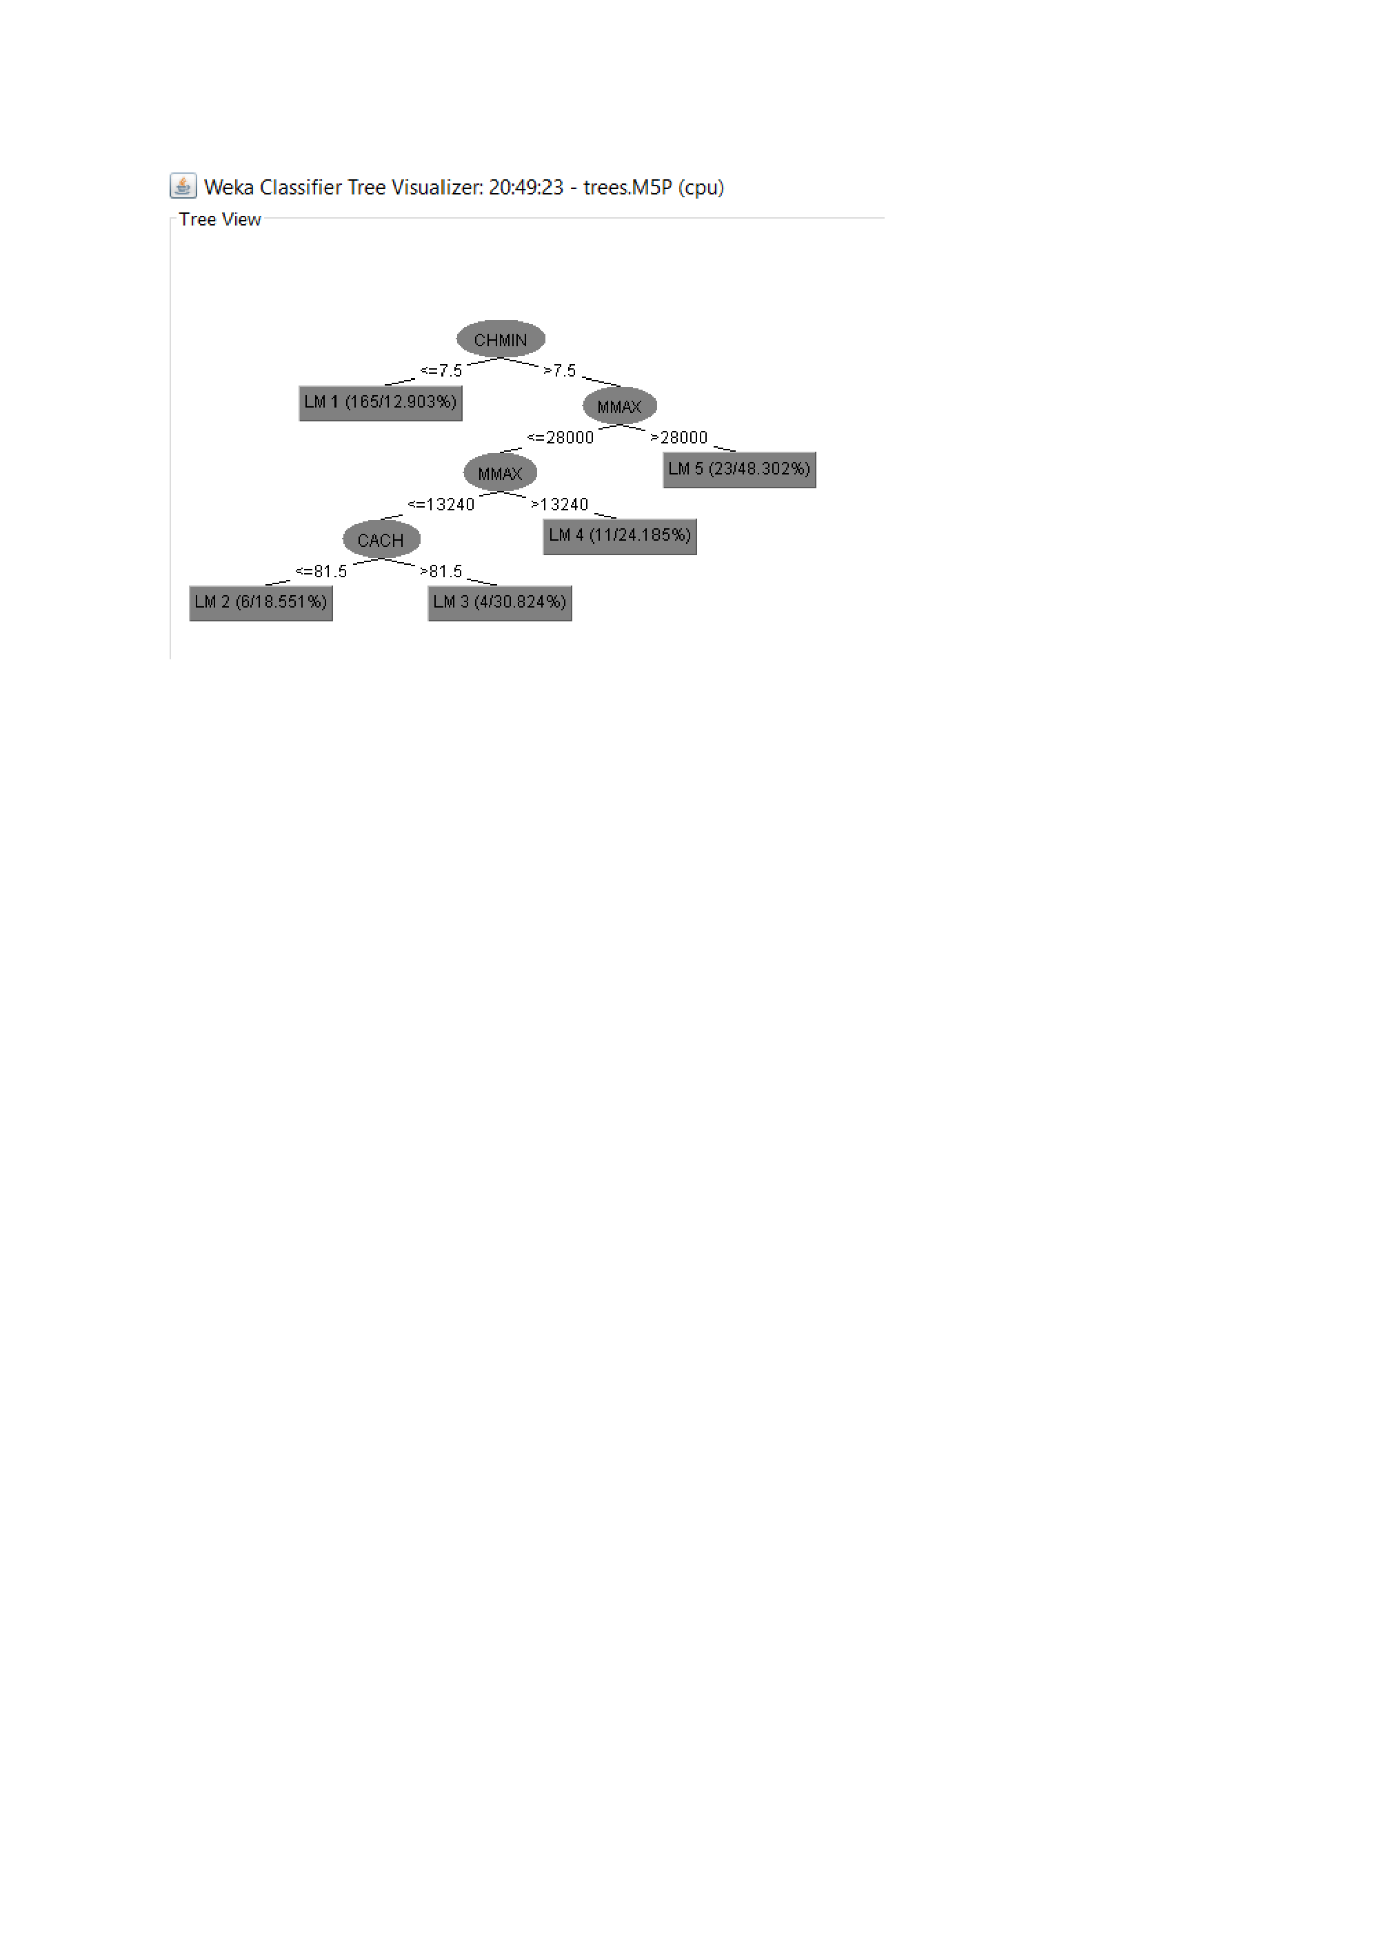 Weka Classifier Tree Visualizer: 20:49:23 - trees.M5P (cpu)
Tree View
CHMIN
<=7.5 >7.5
LM 1 (165/12.903%) MMAX
<=28000 >28000
MMAX LM 5 (23/48.302%)
<=13240 >13240
CACH LM 4 (11/24.185%)
<=81.5 >81.5
LM 2 (6/18.551%) LM 3 (4/30.824%)